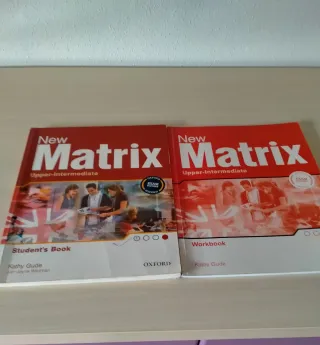 New
Matrix
Upper-Intermediate
Student's Book
Kathy Gude
OXFORD
New
Matrix
Upper-Intermediate
Workbook
Kathy Gude